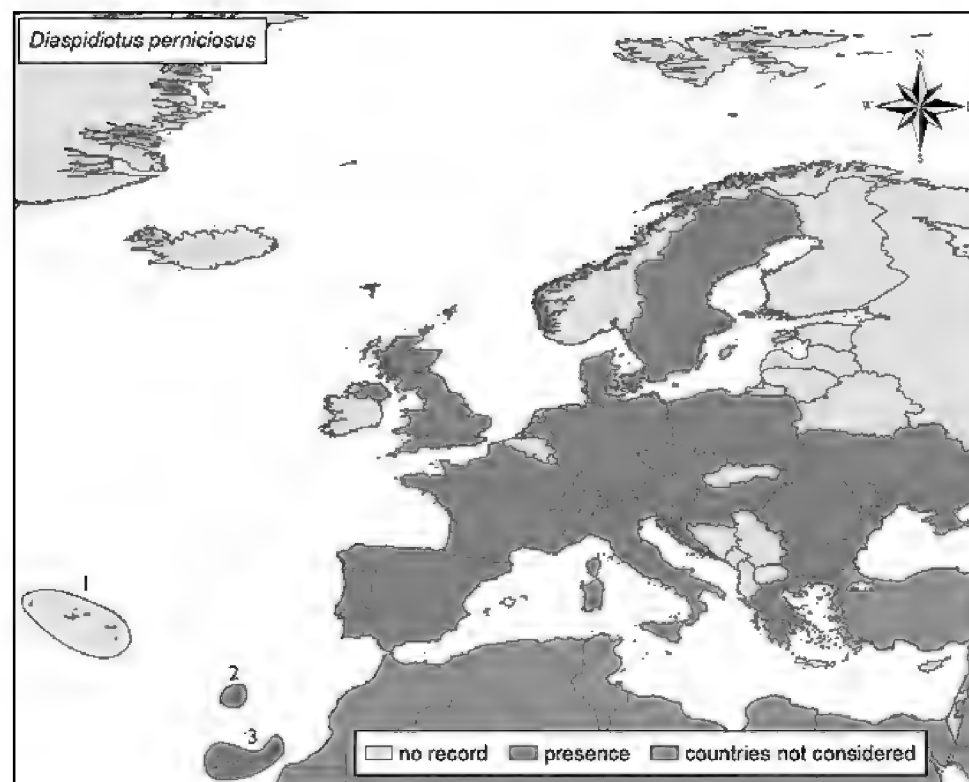 Diaspidiotus perniciosus
N
W
E
S
1
2
3
no record
presence
countries not considered